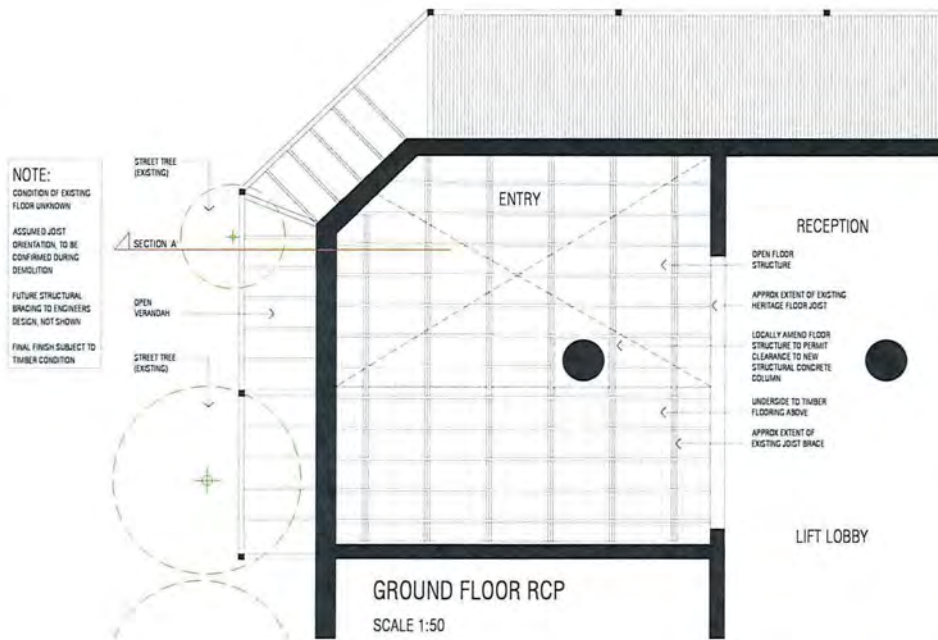 NOTE:
CONDITION OF EXISTING
FLOOR UNKNOWN
ASSUMED JOIST
ORIENTATION, TO BE
CONFIRMED DURING
DEMOLITION
FUTURE STRUCTURAL
BRACING TO ENGINEERS
DESIGN, NOT SHOWN
FINAL FINISH SUBJECT TO
TIMBER CONDITION
STREET TREE
(EXISTING)
SECTION A
OPEN
VERANDAH
STREET TREE
(EXISTING)
ENTRY
RECEPTION
OPEN FLOOR
STRUCTURE
APPROX EXTENT OF EXISTING
HERITAGE FLOOR JOIST
LOCALLY AMEND FLOOR
STRUCTURE TO PERMIT
CLEARANCE TO NEW
STRUCTURAL CONCRETE
COLUMN
UNDERSIDE TO TIMBER
FLOORING ABOVE
APPROX EXTENT OF
EXISTING JOIST BRACE
LIFT LOBBY
GROUND FLOOR RCP
SCALE 1:50